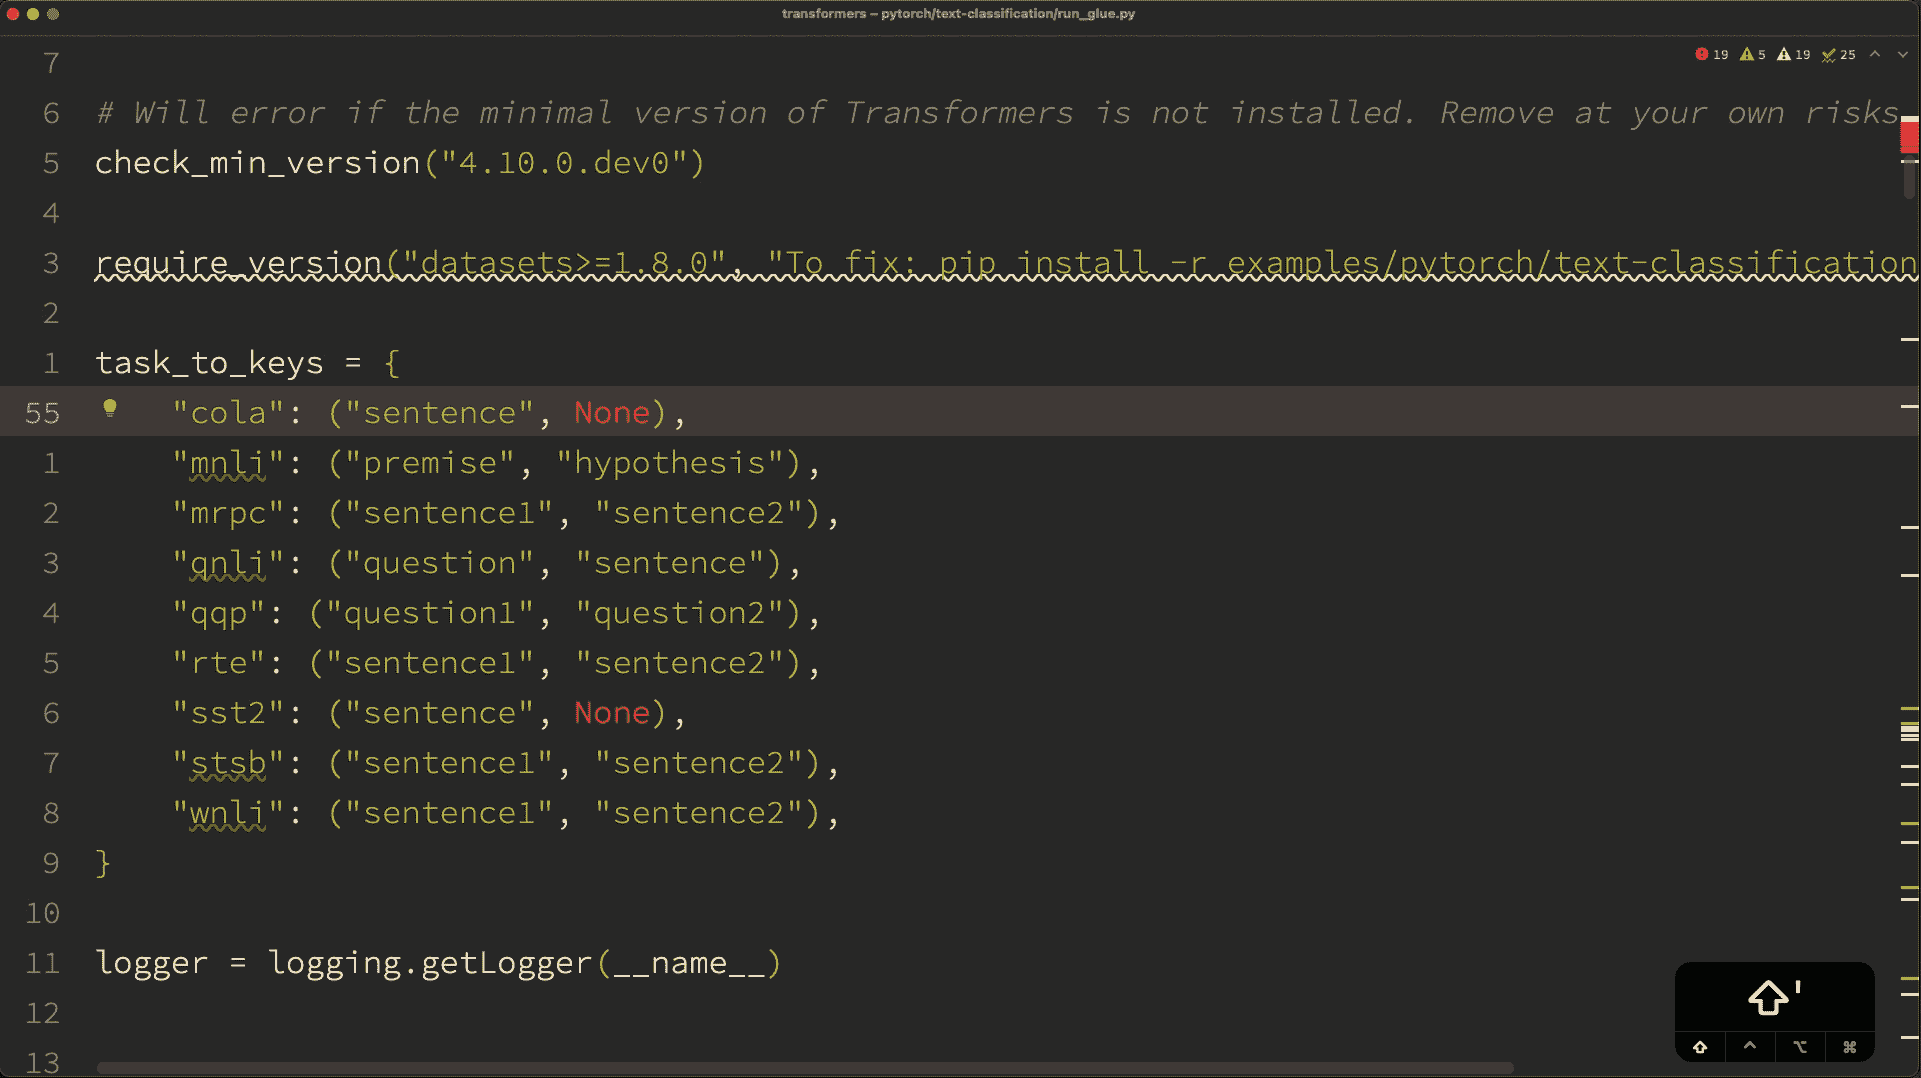 transformers – pytorch/text-classification/run_glue.py
19 5 19 25
7
6 # Will error if the minimal version of Transformers is not installed. Remove at your own risks
5 check_min_version("4.10.0.dev0")
4
3 require_version("datasets>=1.8.0", "To fix: pip install -r examples/pytorch/text-classification
2
1 task_to_keys = {
55 "cola": ("sentence", None),
1 "mnli": ("premise", "hypothesis"),
2 "mrpc": ("sentence1", "sentence2"),
3 "qnli": ("question", "sentence"),
4 "qqp": ("question1", "question2"),
5 "rte": ("sentence1", "sentence2"),
6 "sst2": ("sentence", None),
7 "stsb": ("sentence1", "sentence2"),
8 "wnli": ("sentence1", "sentence2"),
9 }
10
11 logger = logging.getLogger(__name__)
12
13
⇧'
⇧ ⌃ ⌥ ⌘